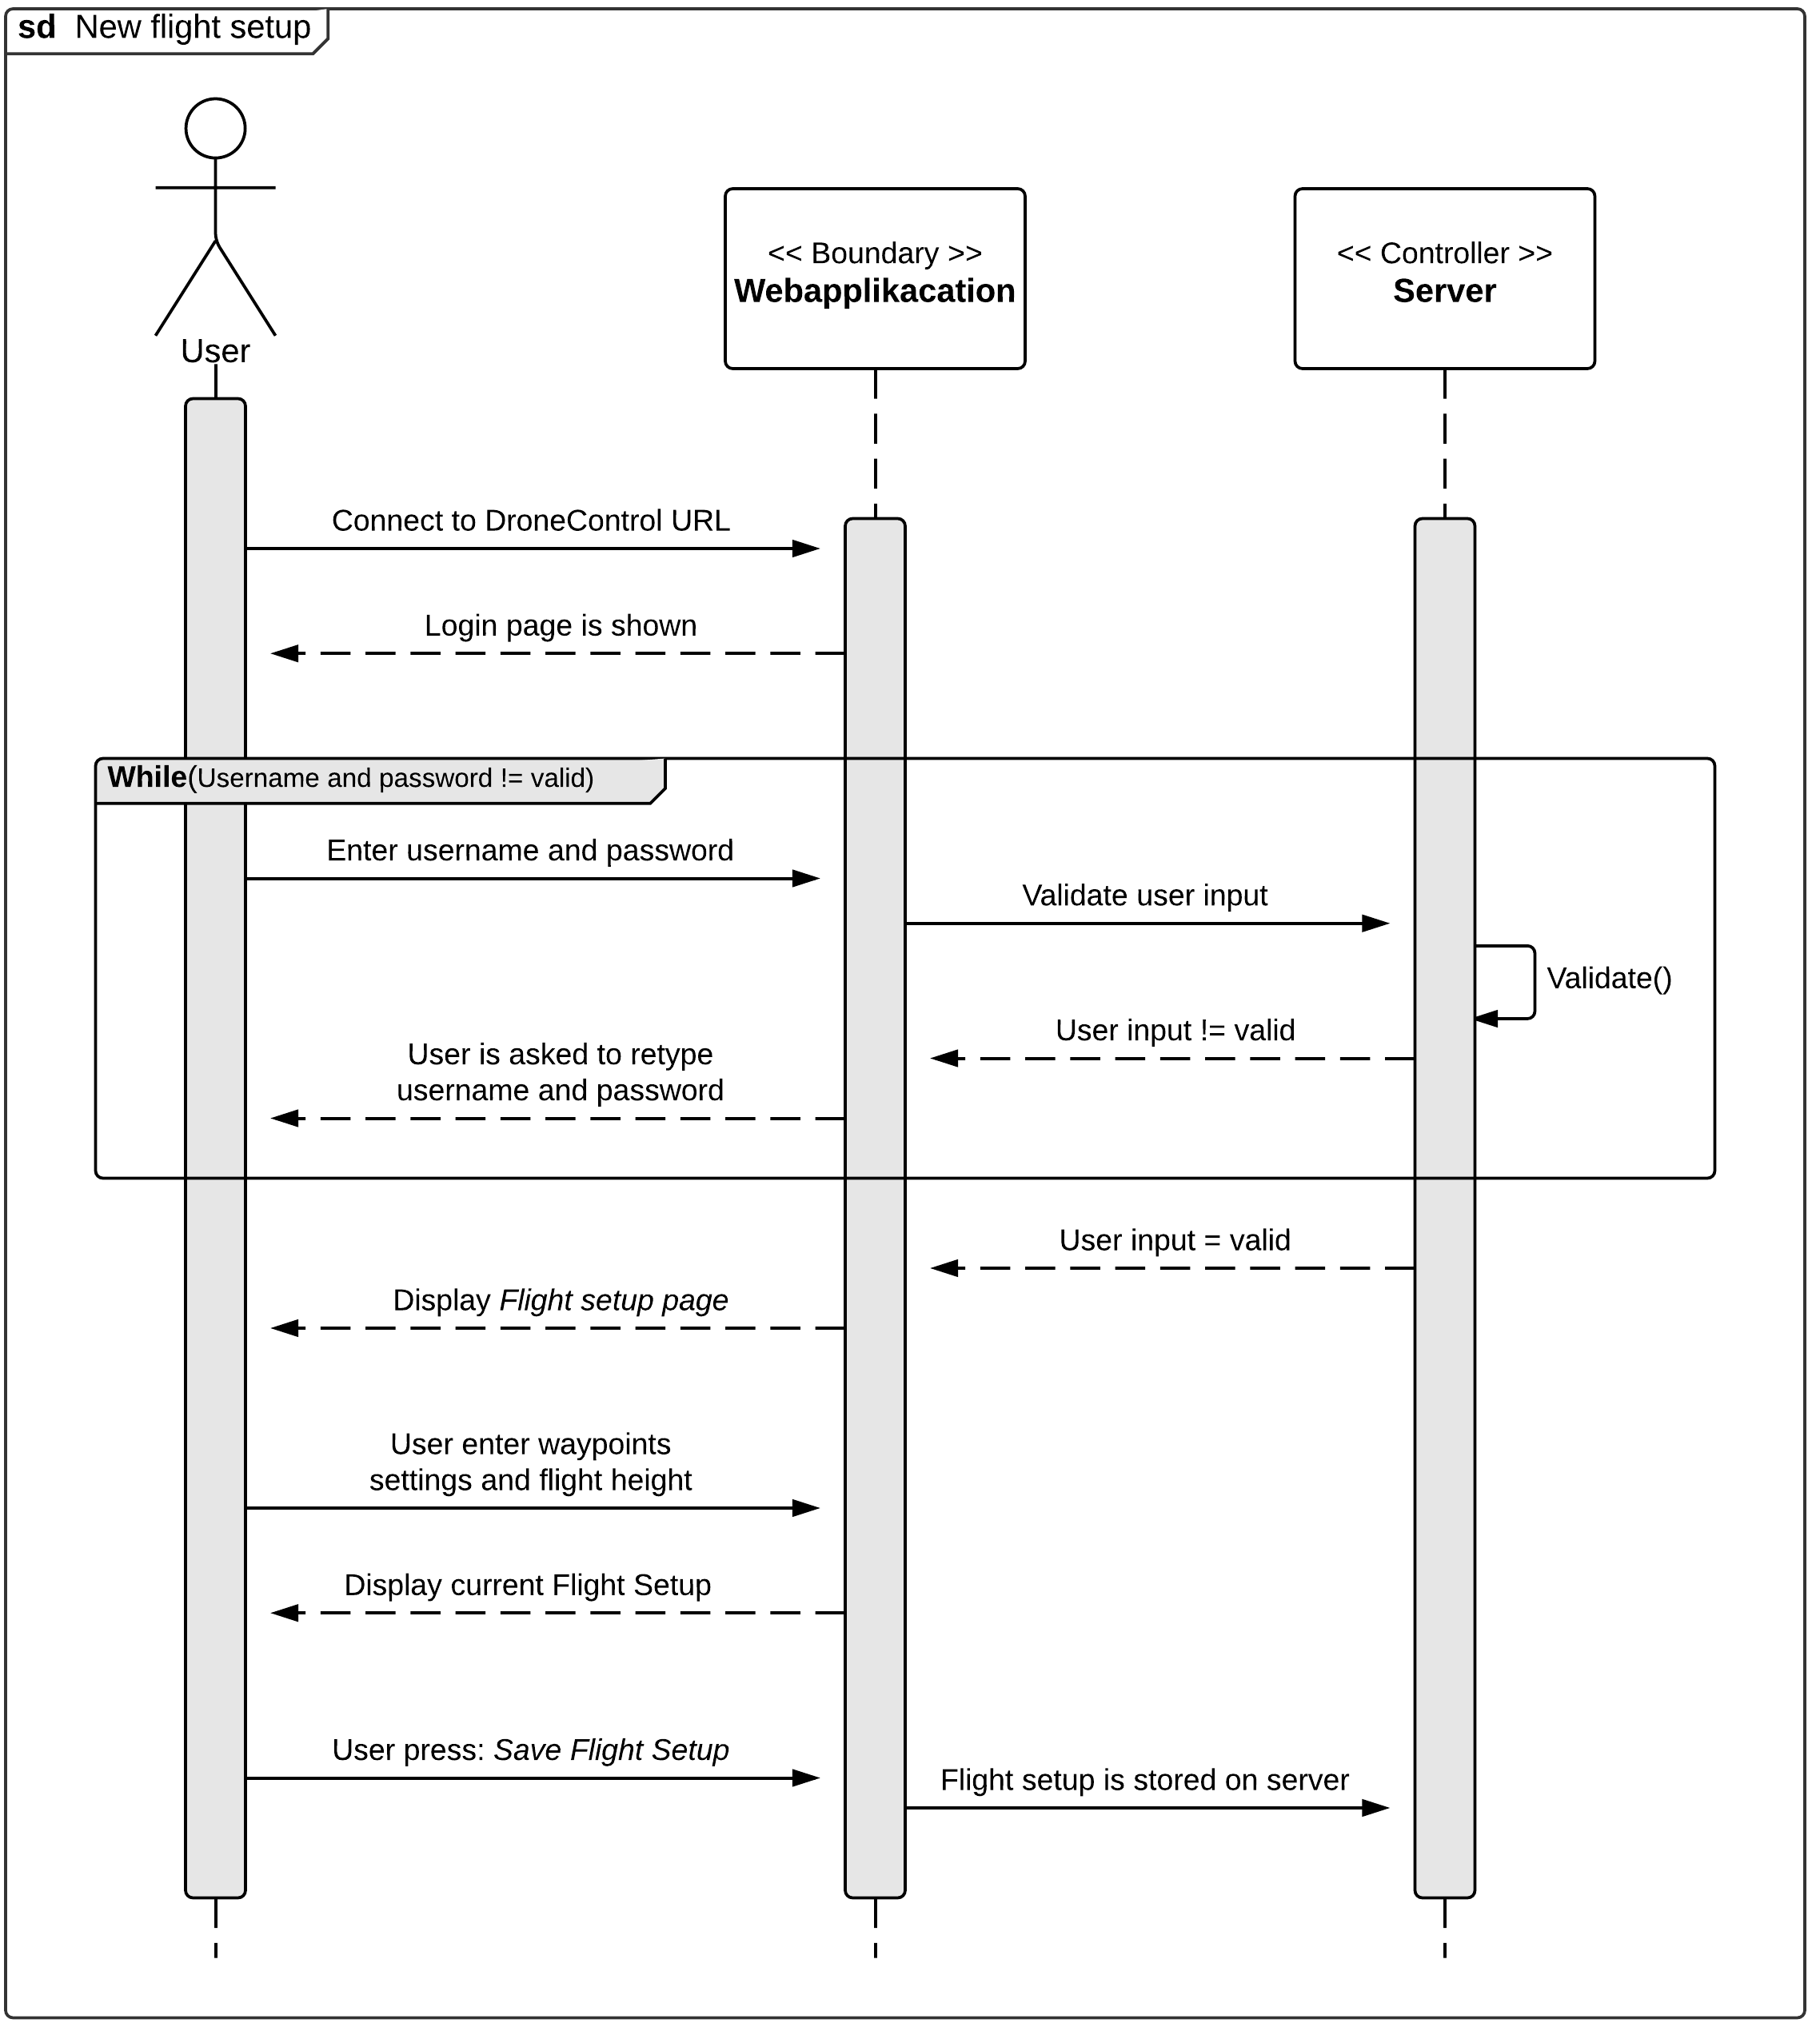 sd New flight setup
User
<< Boundary >>
Webapplikacation
<< Controller >>
Server
Connect to DroneControl URL
Login page is shown
While(Username and password != valid)
Enter username and password
Validate user input
Validate()
User input != valid
User is asked to retype
username and password
User input = valid
Display Flight setup page
User enter waypoints
settings and flight height
Display current Flight Setup
User press: Save Flight Setup
Flight setup is stored on server